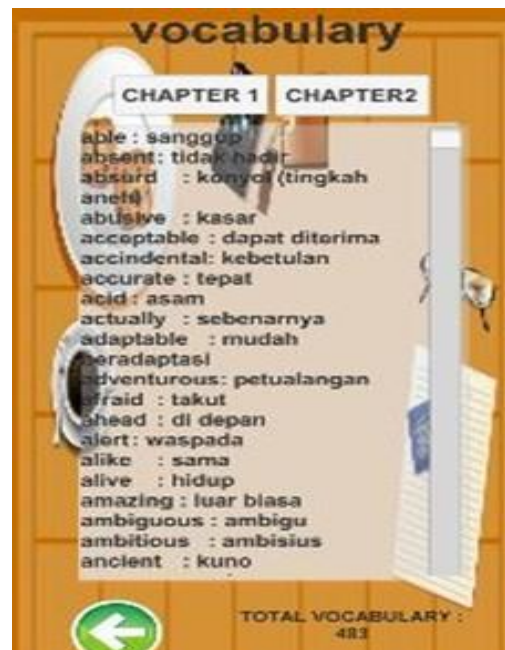 vocabulary
CHAPTER 1 CHAPTER2
able : sanggup
absent: tidak hadir
absurd : konyol (tingkah
aneh)
abusive : kasar
acceptable : dapat diterima
accindental: kebetulan
accurate : tepat
acid : asam
actually : sebenarnya
adaptable : mudah
beradaptasi
adventurous: petualangan
afraid : takut
ahead : di depan
alert: waspada
alike : sama
alive : hidup
amazing : luar biasa
ambiguous : ambigu
ambitious : ambisius
ancient : kuno
TOTAL VOCABULARY :
483